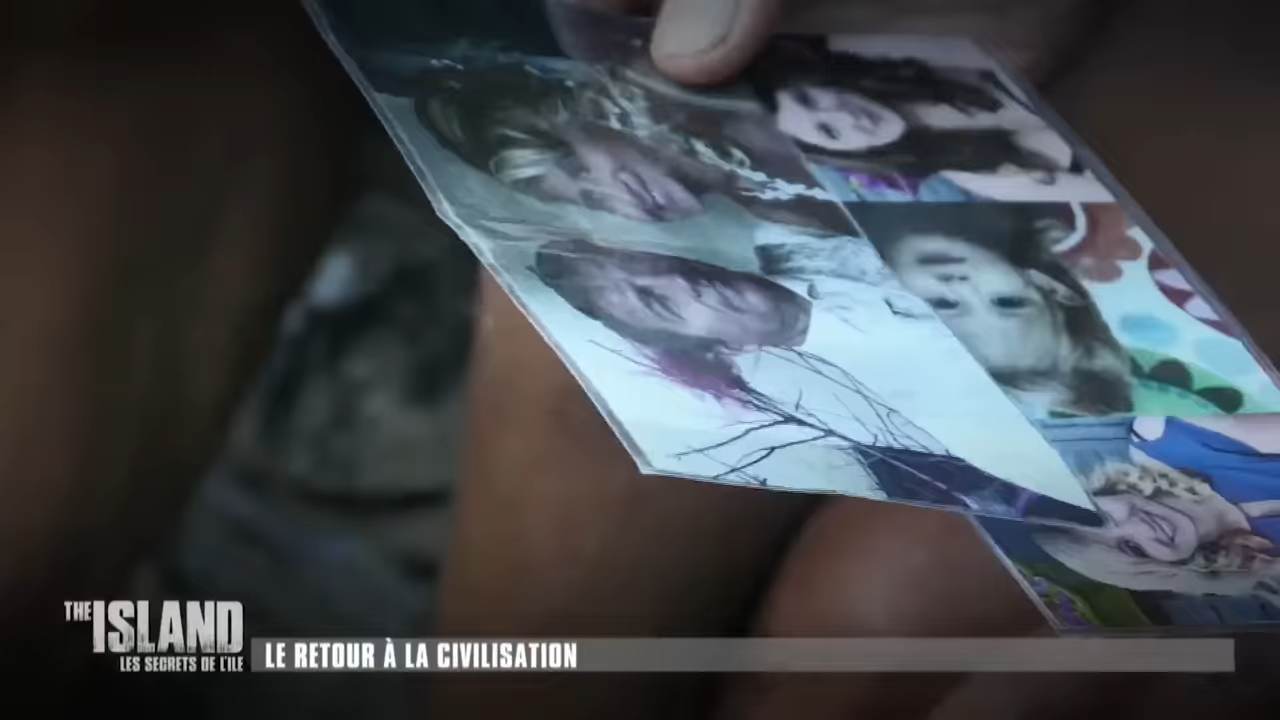 THE ISLAND
LES SECRETS DE L'ILE
LE RETOUR À LA CIVILISATION